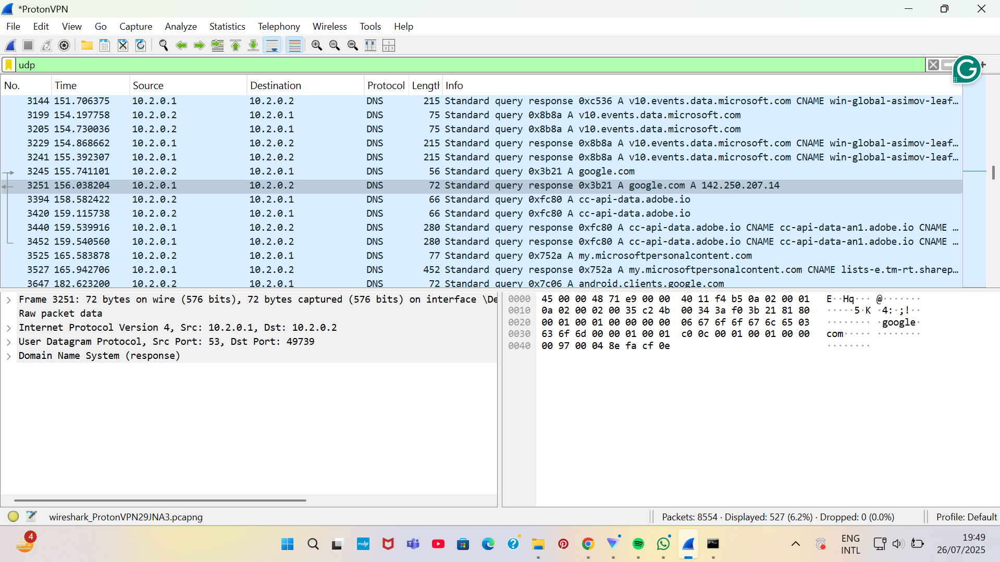 *ProtonVPN
File Edit View Go Capture Analyze Statistics Telephony Wireless Tools Help
udp
No. Time Source Destination Protocol Lengtl Info
3144 151.706375 10.2.0.1 10.2.0.2 DNS 215 Standard query response 0xc536 A v10.events.data.microsoft.com CNAME win-global-asimov-leaf…
3199 154.197758 10.2.0.2 10.2.0.1 DNS 75 Standard query 0x8b8a A v10.events.data.microsoft.com
3205 154.730036 10.2.0.2 10.2.0.1 DNS 75 Standard query 0x8b8a A v10.events.data.microsoft.com
3229 154.868662 10.2.0.1 10.2.0.2 DNS 215 Standard query response 0x8b8a A v10.events.data.microsoft.com CNAME win-global-asimov-leaf…
3241 155.392307 10.2.0.1 10.2.0.2 DNS 215 Standard query response 0x8b8a A v10.events.data.microsoft.com CNAME win-global-asimov-leaf…
3245 155.741101 10.2.0.2 10.2.0.1 DNS 56 Standard query 0x3b21 A google.com
3251 156.038204 10.2.0.1 10.2.0.2 DNS 72 Standard query response 0x3b21 A google.com A 142.250.207.14
3394 158.582422 10.2.0.2 10.2.0.1 DNS 66 Standard query 0xfc80 A cc-api-data.adobe.io
3420 159.115738 10.2.0.2 10.2.0.1 DNS 66 Standard query 0xfc80 A cc-api-data.adobe.io
3440 159.539916 10.2.0.1 10.2.0.2 DNS 280 Standard query response 0xfc80 A cc-api-data.adobe.io CNAME cc-api-data-an1.adobe.io CNAME …
3452 159.540560 10.2.0.1 10.2.0.2 DNS 280 Standard query response 0xfc80 A cc-api-data.adobe.io CNAME cc-api-data-an1.adobe.io CNAME …
3525 165.583878 10.2.0.2 10.2.0.1 DNS 77 Standard query 0x752a A my.microsoftpersonalcontent.com
3527 165.942706 10.2.0.1 10.2.0.2 DNS 452 Standard query response 0x752a A my.microsoftpersonalcontent.com CNAME lists-e.tm-rt.sharep…
3647 182.623200 10.2.0.2 10.2.0.1 DNS 72 Standard query 0x7c06 A android.clients.google.com
Frame 3251: 72 bytes on wire (576 bits), 72 bytes captured (576 bits) on interface \De
Raw packet data
Internet Protocol Version 4, Src: 10.2.0.1, Dst: 10.2.0.2
User Datagram Protocol, Src Port: 53, Dst Port: 49739
Domain Name System (response)
0000 45 00 00 48 71 e9 00 00 40 11 f4 b5 0a 02 00 01 E··Hq··· @·······
0010 0a 02 00 02 00 35 c2 4b 00 34 3a f0 3b 21 81 80 ·····5·K ·4:·;!··
0020 00 01 00 01 00 00 00 00 06 67 6f 6f 67 6c 65 03 ········ ·google·
0030 63 6f 6d 00 00 01 00 01 c0 0c 00 01 00 01 00 00 com····· ········
0040 00 97 00 04 8e fa cf 0e ········
wireshark_ProtonVPN29JNA3.pcapng
Packets: 8554 · Displayed: 527 (6.2%) · Dropped: 0 (0.0%)
Profile: Default
4
myhp
ENG
INTL
19:49
26/07/2025